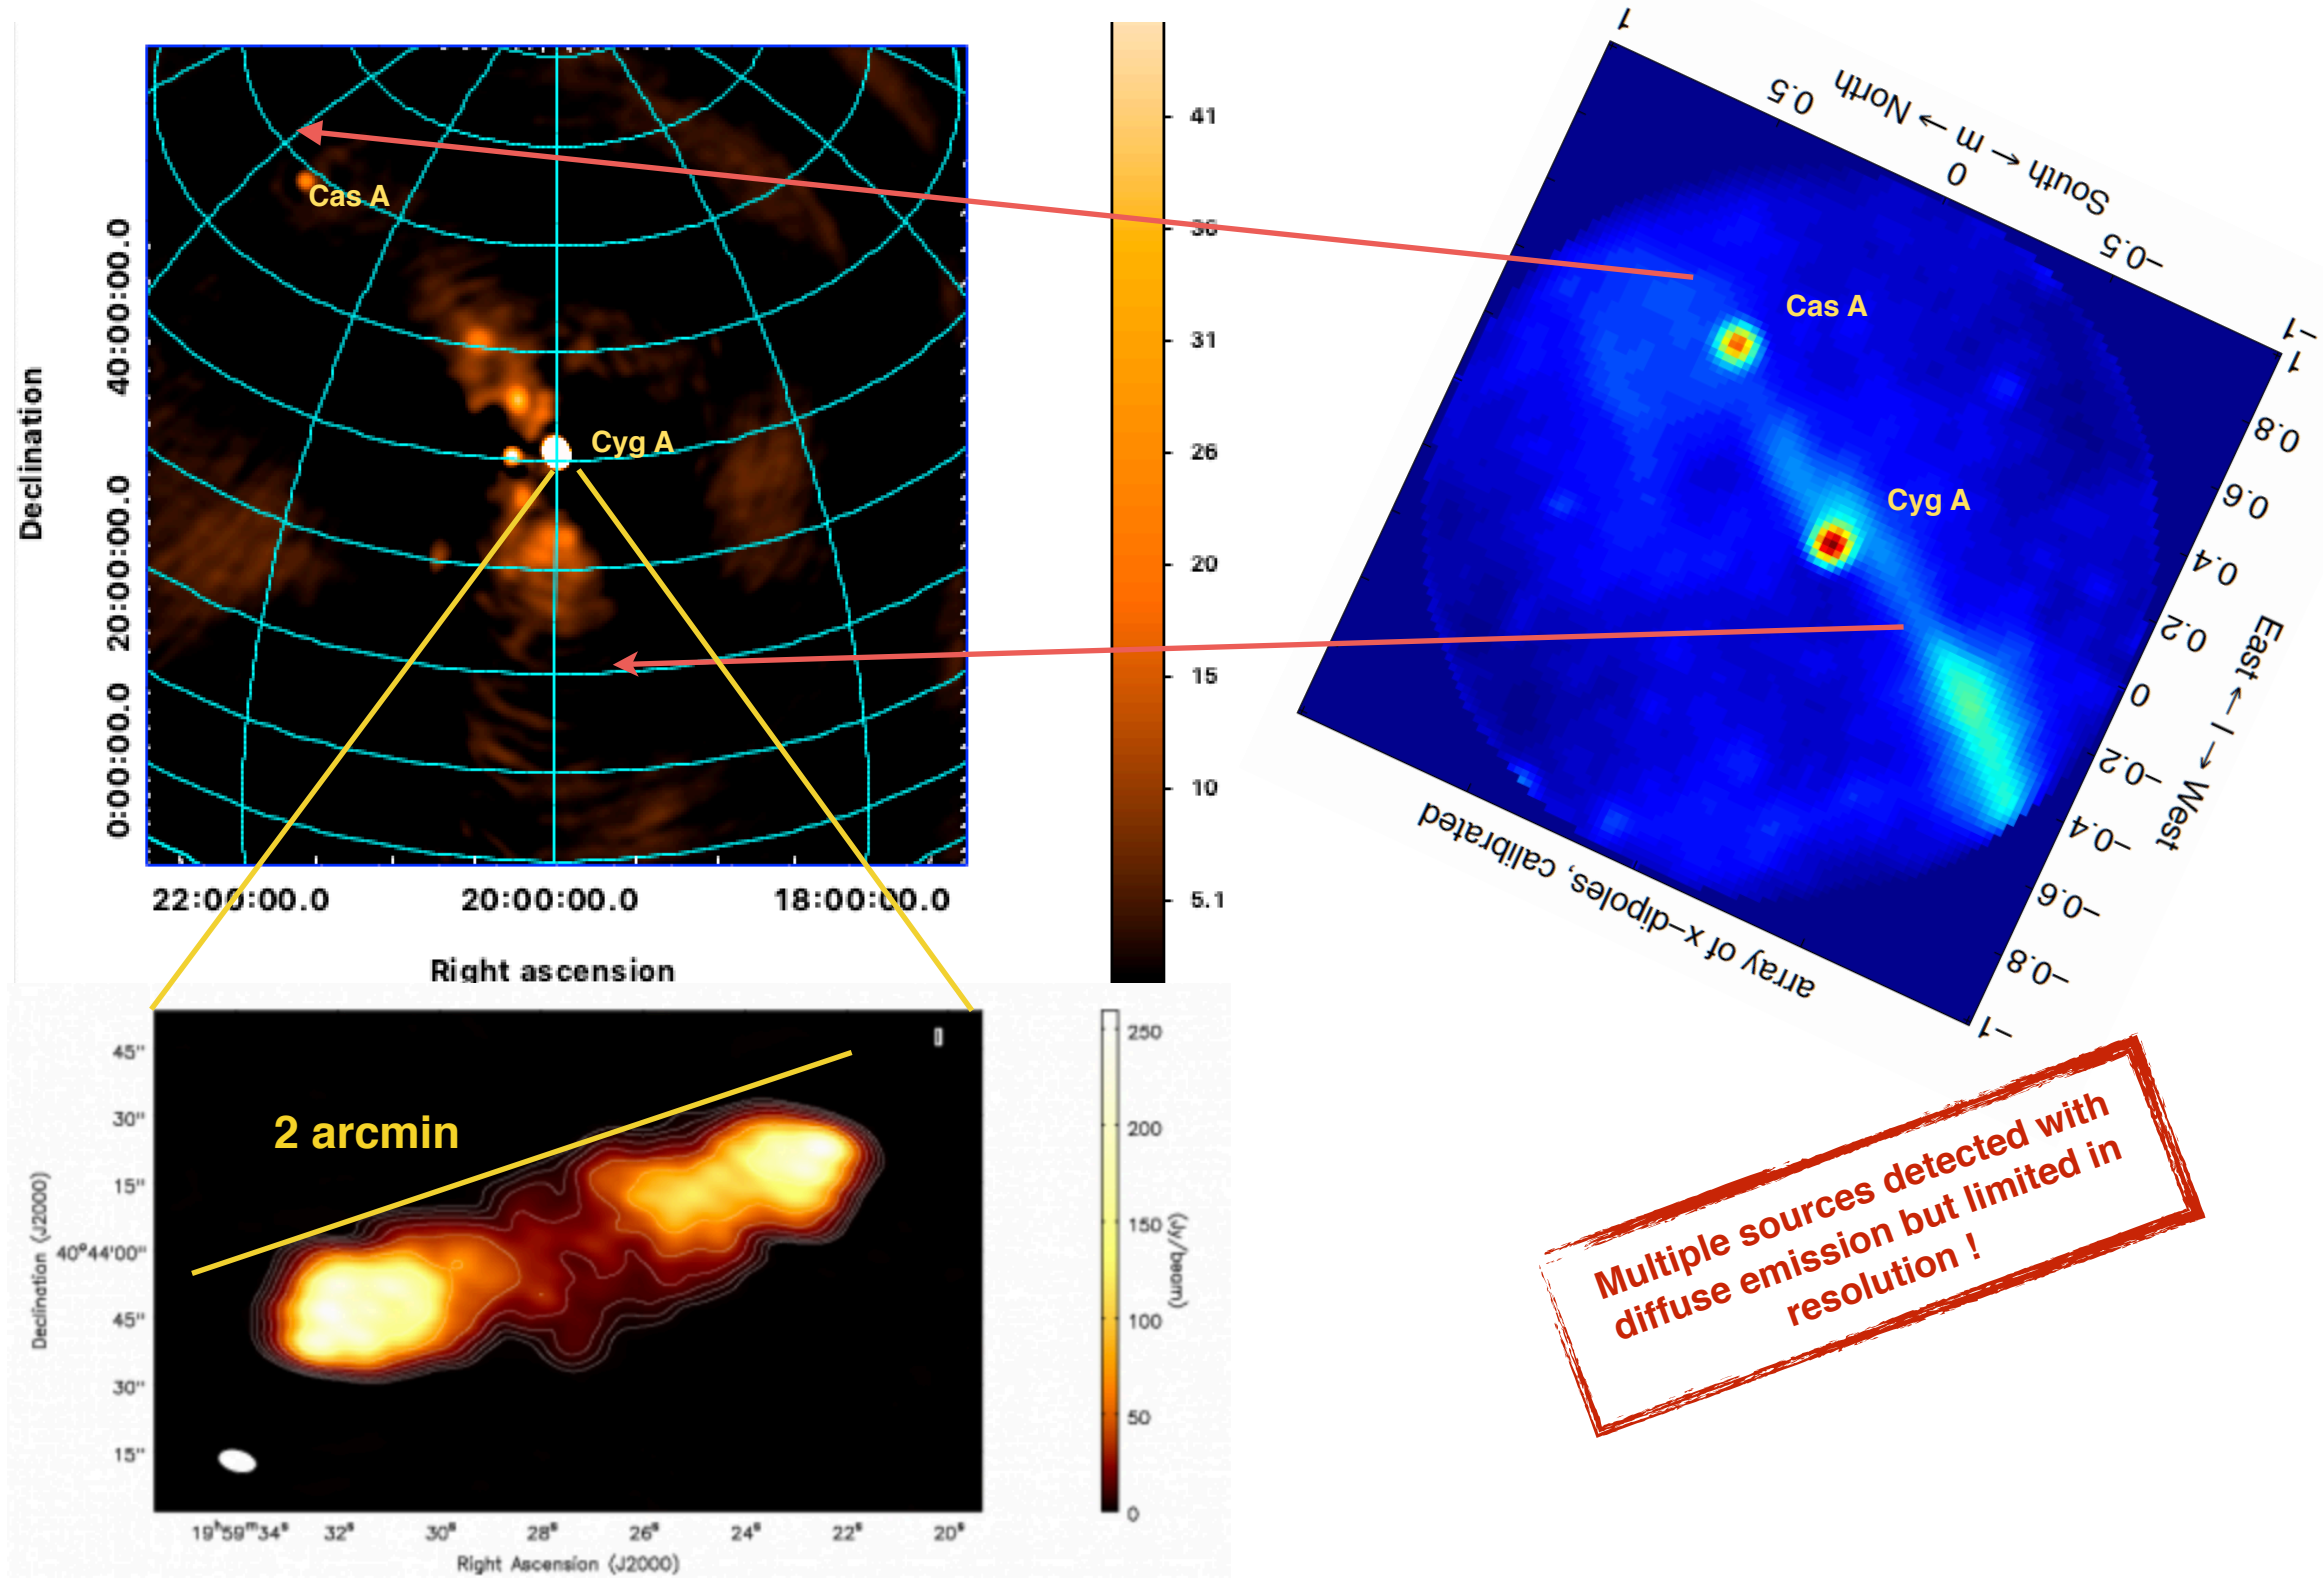 Declination
40:00:00.0
20:00:00.0
0:00:00.0
22:00:00.0
20:00:00.0
18:00:00.0
Right ascension
Cas A
Cyg A
41
36
31
26
20
15
10
5.1
1
0.5
0
−0.5
−1
South ← m → North
Cas A
Cyg A
1
0.8
0.6
0.4
0.2
0
−0.2
−0.4
−0.6
−0.8
−1
East ← l → West
array of x−dipoles, calibrated
2 arcmin
Declination (J2000)
45"
30"
15"
40°44'00"
45"
30"
15"
19ʰ59ᵐ34ˢ
32ˢ
30ˢ
28ˢ
26ˢ
24ˢ
22ˢ
20ˢ
Right Ascension (J2000)
250
200
150
100
50
0
(Jy/beam)
Multiple sources detected with
diffuse emission but limited in
resolution !